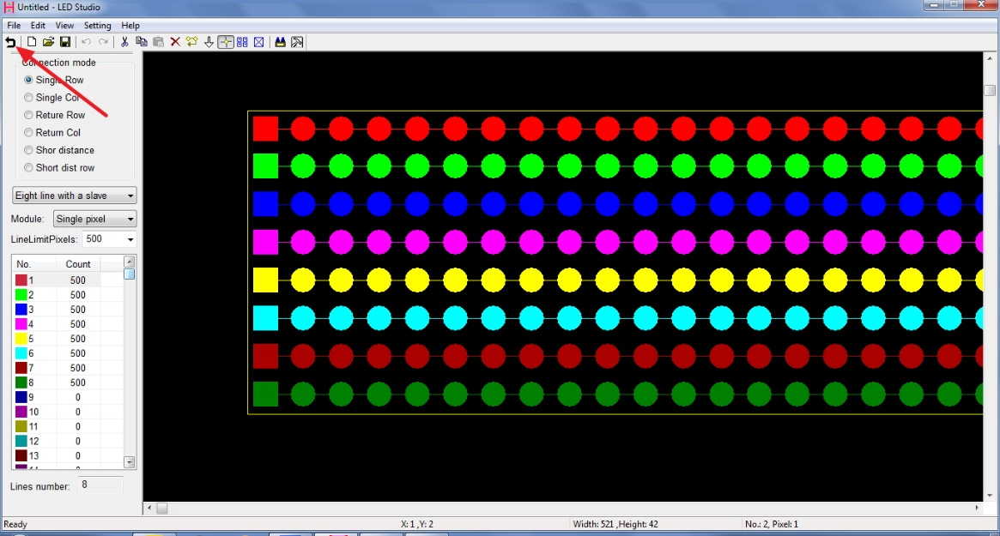 Untitled - LED Studio
File Edit View Setting Help
Connection mode
Single Row
Single Col
Reture Row
Return Col
Shor distance
Short dist row
Eight line with a slave
Module: Single pixel
LineLimitPixels: 500
No. Count
1 500
2 500
3 500
4 500
5 500
6 500
7 500
8 500
9 0
10 0
11 0
12 0
13 0
Lines number: 8
Ready X: 1 ,Y: 2 Width: 521 ,Height: 42 No.: 2, Pixel: 1